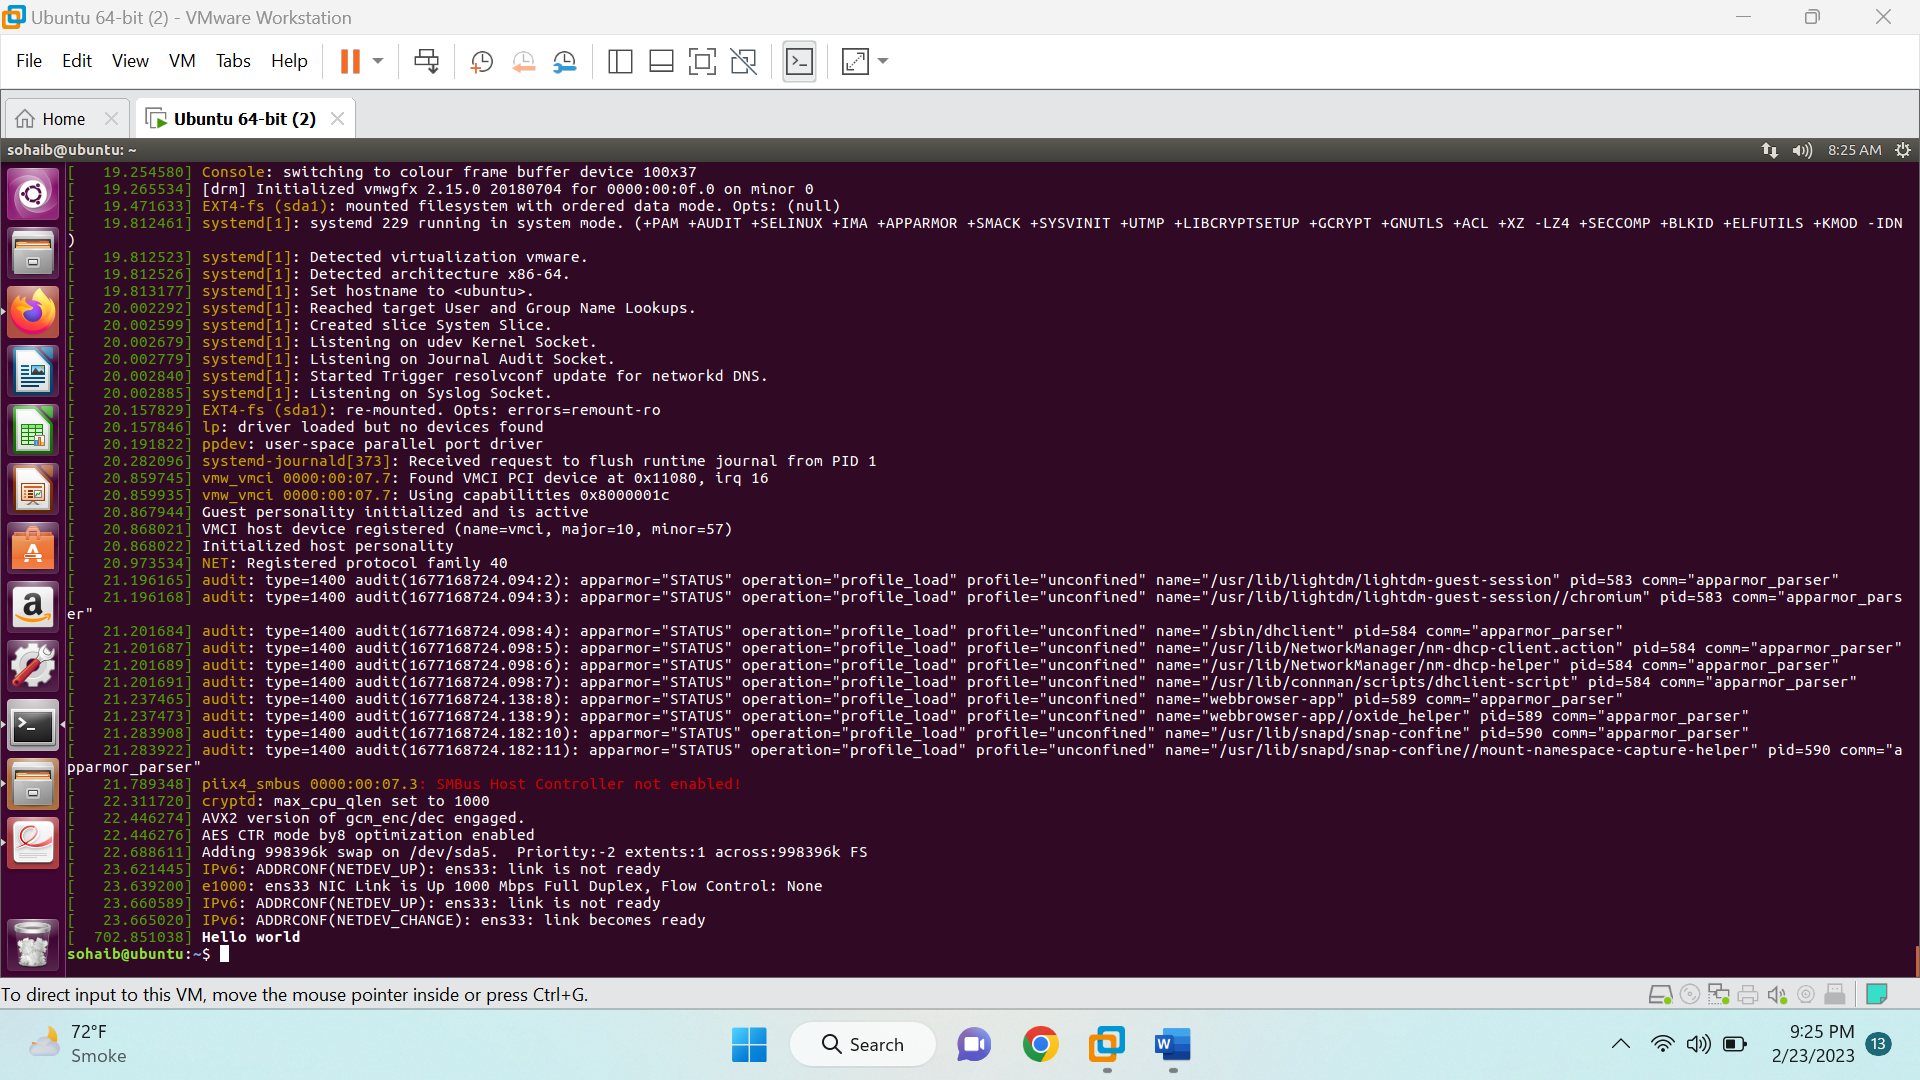 Ubuntu 64-bit (2) - VMware Workstation
File Edit View VM Tabs Help
Home
Ubuntu 64-bit (2)
sohaib@ubuntu: ~
8:25 AM
[   19.254580] Console: switching to colour frame buffer device 100x37
[   19.265534] [drm] Initialized vmwgfx 2.15.0 20180704 for 0000:00:0f.0 on minor 0
[   19.471633] EXT4-fs (sda1): mounted filesystem with ordered data mode. Opts: (null)
[   19.812461] systemd[1]: systemd 229 running in system mode. (+PAM +AUDIT +SELINUX +IMA +APPARMOR +SMACK +SYSVINIT +UTMP +LIBCRYPTSETUP +GCRYPT +GNUTLS +ACL +XZ -LZ4 +SECCOMP +BLKID +ELFUTILS +KMOD -IDN
)
[   19.812523] systemd[1]: Detected virtualization vmware.
[   19.812526] systemd[1]: Detected architecture x86-64.
[   19.813177] systemd[1]: Set hostname to <ubuntu>.
[   20.002292] systemd[1]: Reached target User and Group Name Lookups.
[   20.002599] systemd[1]: Created slice System Slice.
[   20.002679] systemd[1]: Listening on udev Kernel Socket.
[   20.002779] systemd[1]: Listening on Journal Audit Socket.
[   20.002840] systemd[1]: Started Trigger resolvconf update for networkd DNS.
[   20.002885] systemd[1]: Listening on Syslog Socket.
[   20.157829] EXT4-fs (sda1): re-mounted. Opts: errors=remount-ro
[   20.157846] lp: driver loaded but no devices found
[   20.191822] ppdev: user-space parallel port driver
[   20.282096] systemd-journald[373]: Received request to flush runtime journal from PID 1
[   20.859745] vmw_vmci 0000:00:07.7: Found VMCI PCI device at 0x11080, irq 16
[   20.859935] vmw_vmci 0000:00:07.7: Using capabilities 0x8000001c
[   20.867944] Guest personality initialized and is active
[   20.868021] VMCI host device registered (name=vmci, major=10, minor=57)
[   20.868022] Initialized host personality
[   20.973534] NET: Registered protocol family 40
[   21.196165] audit: type=1400 audit(1677168724.094:2): apparmor="STATUS" operation="profile_load" profile="unconfined" name="/usr/lib/lightdm/lightdm-guest-session" pid=583 comm="apparmor_parser"
[   21.196168] audit: type=1400 audit(1677168724.094:3): apparmor="STATUS" operation="profile_load" profile="unconfined" name="/usr/lib/lightdm/lightdm-guest-session//chromium" pid=583 comm="apparmor_pars
er"
[   21.201684] audit: type=1400 audit(1677168724.098:4): apparmor="STATUS" operation="profile_load" profile="unconfined" name="/sbin/dhclient" pid=584 comm="apparmor_parser"
[   21.201687] audit: type=1400 audit(1677168724.098:5): apparmor="STATUS" operation="profile_load" profile="unconfined" name="/usr/lib/NetworkManager/nm-dhcp-client.action" pid=584 comm="apparmor_parser"
[   21.201689] audit: type=1400 audit(1677168724.098:6): apparmor="STATUS" operation="profile_load" profile="unconfined" name="/usr/lib/NetworkManager/nm-dhcp-helper" pid=584 comm="apparmor_parser"
[   21.201691] audit: type=1400 audit(1677168724.098:7): apparmor="STATUS" operation="profile_load" profile="unconfined" name="/usr/lib/connman/scripts/dhclient-script" pid=584 comm="apparmor_parser"
[   21.237465] audit: type=1400 audit(1677168724.138:8): apparmor="STATUS" operation="profile_load" profile="unconfined" name="webbrowser-app" pid=589 comm="apparmor_parser"
[   21.237473] audit: type=1400 audit(1677168724.138:9): apparmor="STATUS" operation="profile_load" profile="unconfined" name="webbrowser-app//oxide_helper" pid=589 comm="apparmor_parser"
[   21.283908] audit: type=1400 audit(1677168724.182:10): apparmor="STATUS" operation="profile_load" profile="unconfined" name="/usr/lib/snapd/snap-confine" pid=590 comm="apparmor_parser"
[   21.283922] audit: type=1400 audit(1677168724.182:11): apparmor="STATUS" operation="profile_load" profile="unconfined" name="/usr/lib/snapd/snap-confine//mount-namespace-capture-helper" pid=590 comm="a
pparmor_parser"
[   21.789348] piix4_smbus 0000:00:07.3: SMBus Host Controller not enabled!
[   22.311720] cryptd: max_cpu_qlen set to 1000
[   22.446274] AVX2 version of gcm_enc/dec engaged.
[   22.446276] AES CTR mode by8 optimization enabled
[   22.688611] Adding 998396k swap on /dev/sda5.  Priority:-2 extents:1 across:998396k FS
[   23.621445] IPv6: ADDRCONF(NETDEV_UP): ens33: link is not ready
[   23.639200] e1000: ens33 NIC Link is Up 1000 Mbps Full Duplex, Flow Control: None
[   23.660589] IPv6: ADDRCONF(NETDEV_UP): ens33: link is not ready
[   23.665020] IPv6: ADDRCONF(NETDEV_CHANGE): ens33: link becomes ready
[  702.851038] Hello world
sohaib@ubuntu:~$
To direct input to this VM, move the mouse pointer inside or press Ctrl+G.
72°F
Smoke
Search
9:25 PM
2/23/2023
13